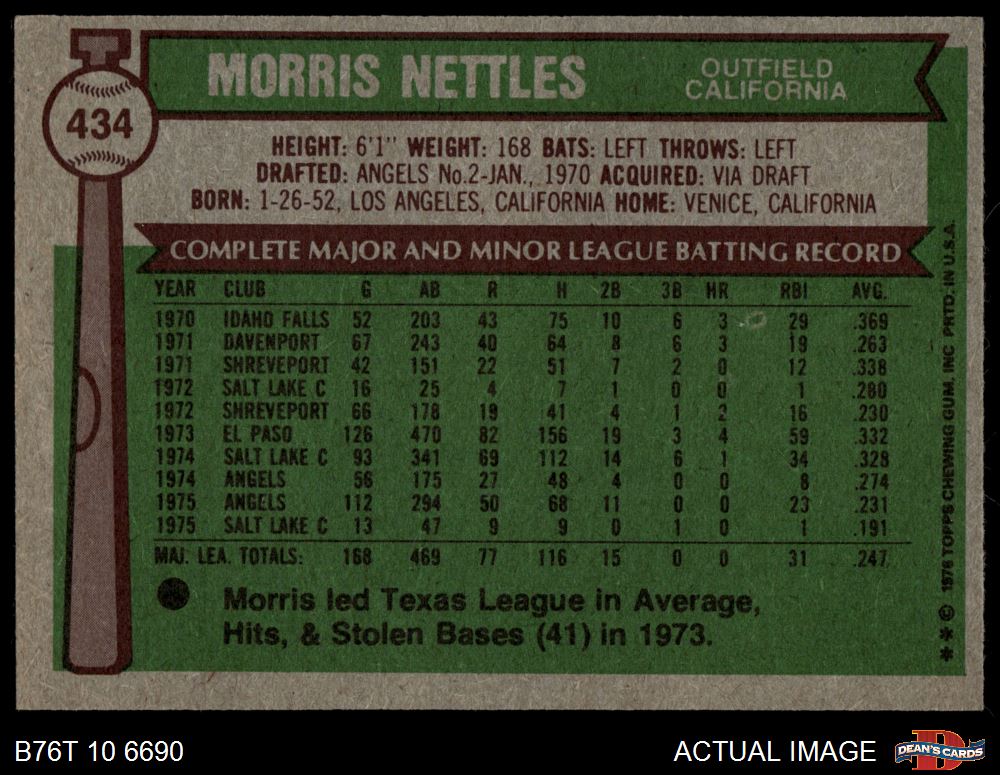 MORRIS NETTLES
OUTFIELD
CALIFORNIA
434
HEIGHT: 6'1" WEIGHT: 168 BATS: LEFT THROWS: LEFT
DRAFTED: ANGELS No.2-JAN., 1970 ACQUIRED: VIA DRAFT
BORN: 1-26-52, LOS ANGELES, CALIFORNIA HOME: VENICE, CALIFORNIA
COMPLETE MAJOR AND MINOR LEAGUE BATTING RECORD
YEAR CLUB G AB R H 2B 3B HR RBI AVG.
1970 IDAHO FALLS 52 203 43 75 10 6 3 29 .369
1971 DAVENPORT 67 243 40 64 8 6 3 19 .263
1971 SHREVEPORT 42 151 22 51 7 2 0 12 .338
1972 SALT LAKE C 16 25 4 7 1 0 0 1 .280
1972 SHREVEPORT 66 178 19 41 4 1 2 16 .230
1973 EL PASO 126 470 82 156 19 3 4 59 .332
1974 SALT LAKE C 93 341 69 112 14 6 1 34 .328
1974 ANGELS 56 175 27 48 4 0 0 8 .274
1975 ANGELS 112 294 50 68 11 0 0 23 .231
1975 SALT LAKE C 13 47 9 9 0 1 0 1 .191
MAJ. LEA. TOTALS: 168 469 77 116 15 0 0 31 .247
Morris led Texas League in Average,
Hits, & Stolen Bases (41) in 1973.
* * © 1976 TOPPS CHEWING GUM, INC PRTD. IN U.S.A.
B76T 10 6690
ACTUAL IMAGE
D
DEAN'S CARDS